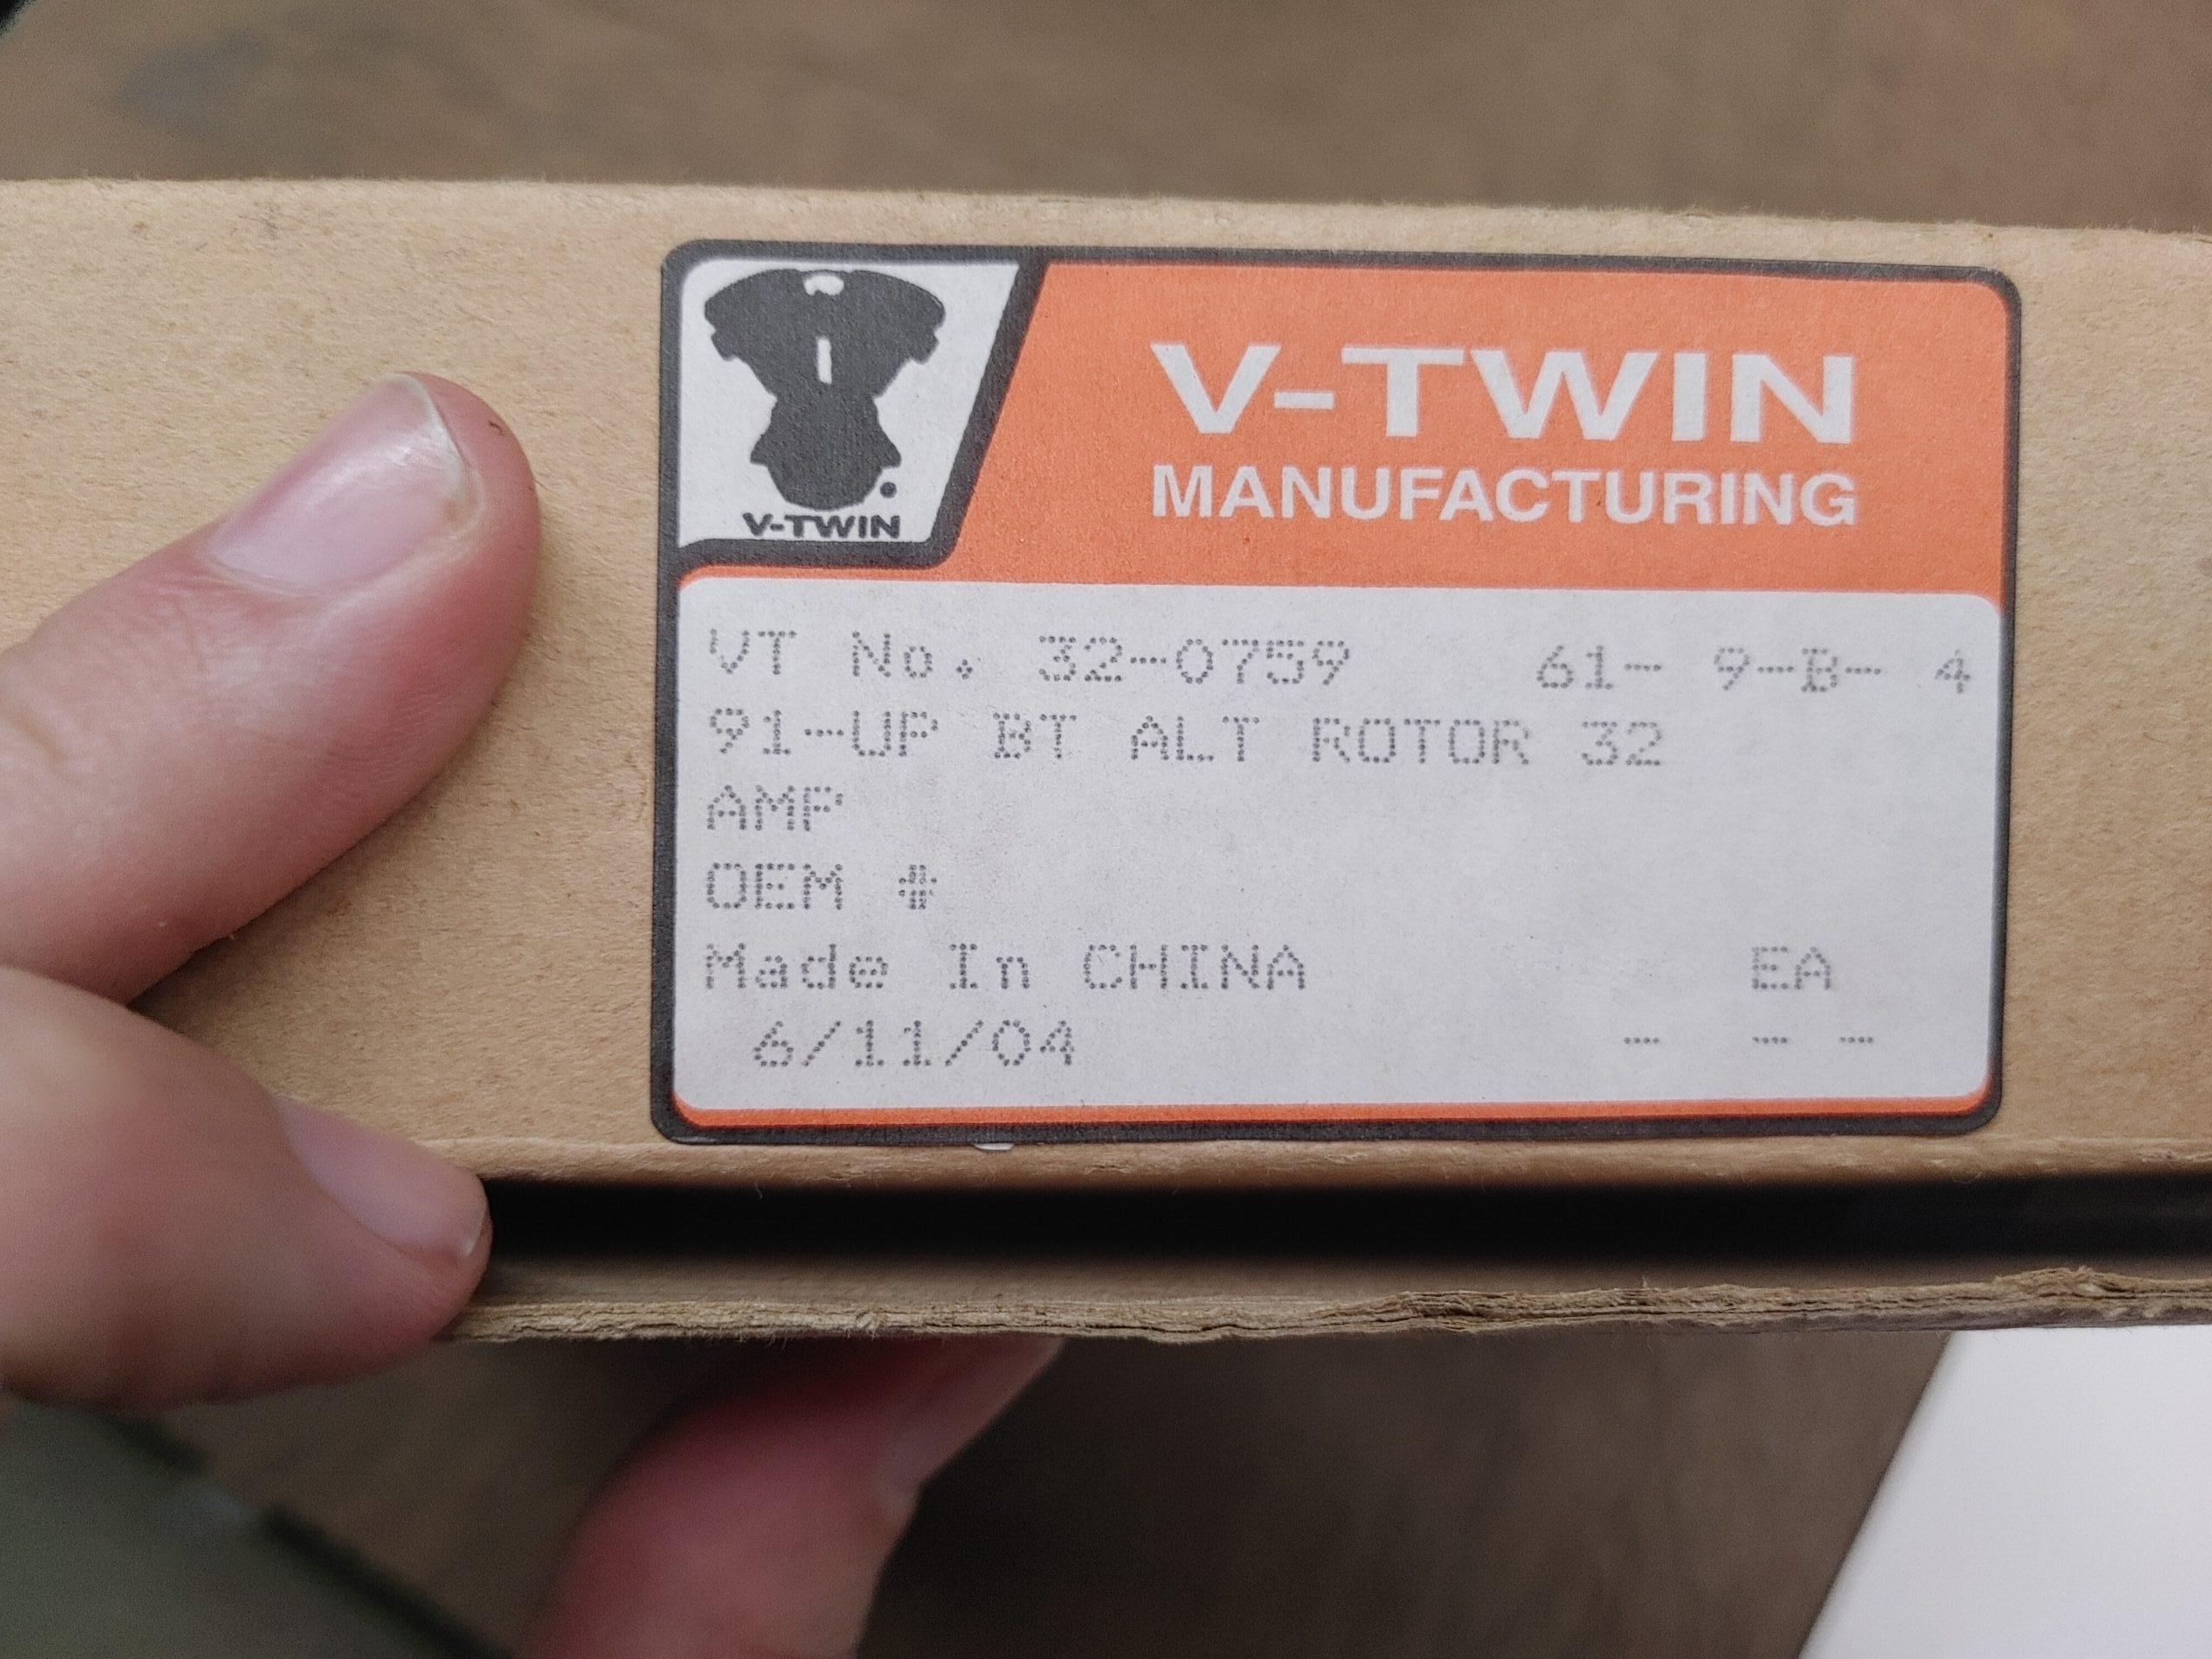 V-TWIN
V-TWIN
MANUFACTURING
VT No. 32-0759 61- 9-B- 4
91-UP BT ALT ROTOR 32
AMP
OEM #
Made In CHINA EA
6/11/04 - - -